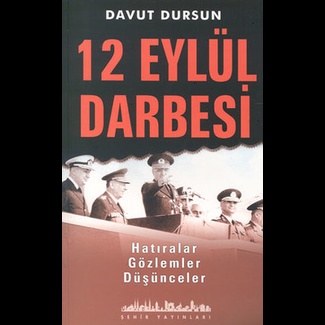 DAVUT DURSUN
12 EYLÜL
DARBESİ
Hatıralar
Gözlemler
Düşünceler
ŞEHİR YAYINLARI